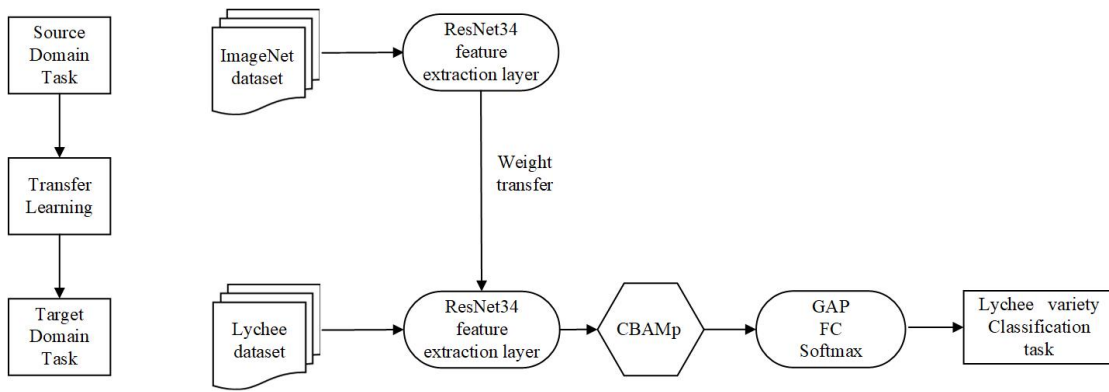 Source
Domain
Task
ImageNet
dataset
ResNet34
feature
extraction layer
Transfer
Learning
Weight
transfer
Target
Domain
Task
Lychee
dataset
ResNet34
feature
extraction layer
CBAMp
GAP
FC
Softmax
Lychee variety
Classification
task